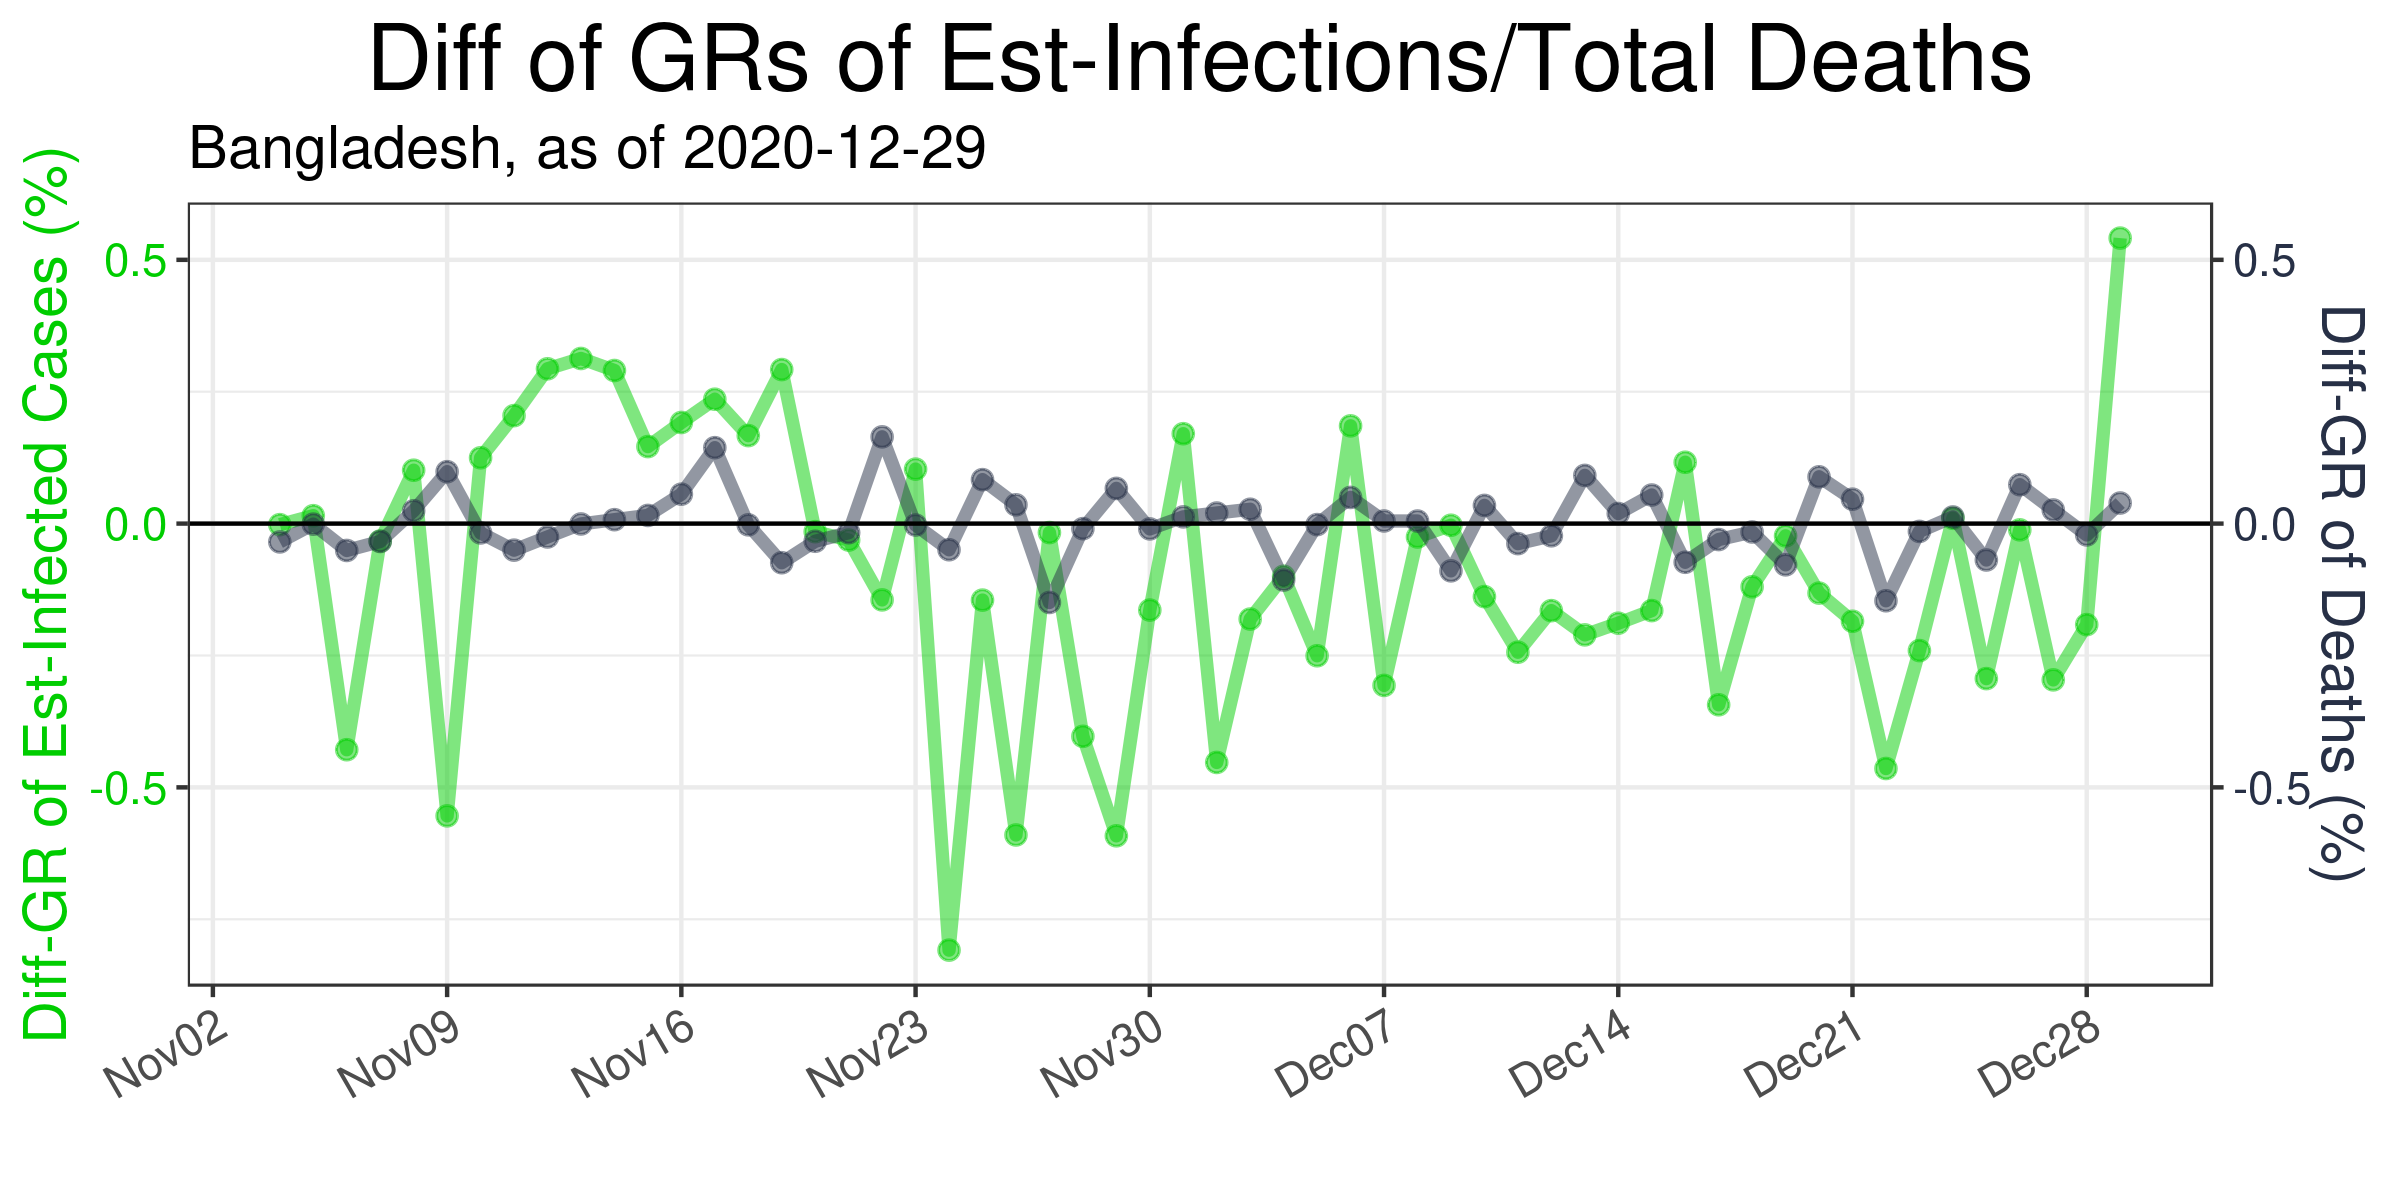 Diff of GRs of Est-Infections/Total Deaths
Bangladesh, as of 2020-12-29
Diff-GR of Est-Infected Cases (%)
0.5
0.0
-0.5
0.5
0.0
-0.5
Diff-GR of Deaths (%)
Nov02 Nov09 Nov16 Nov23 Nov30 Dec07 Dec14 Dec21 Dec28